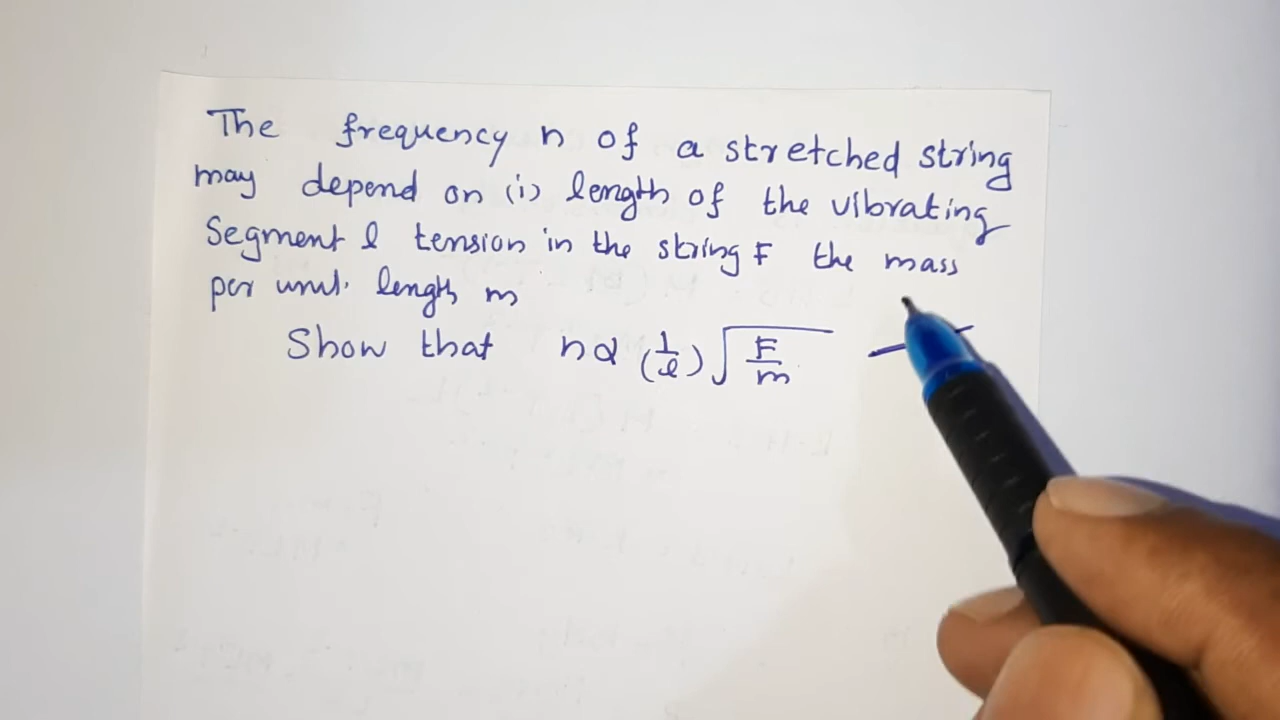 The frequency n of a stretched string
may depend on (i) length of the vibrating
Segment l tension in the string F the mass
per unit. length m
Show that n α (1/l) √(F/m)